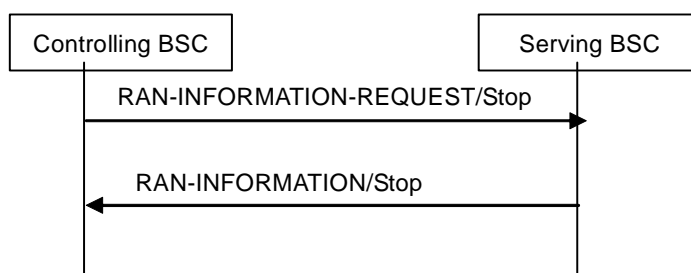 Controlling BSC
Serving BSC
RAN-INFORMATION-REQUEST/Stop
RAN-INFORMATION/Stop